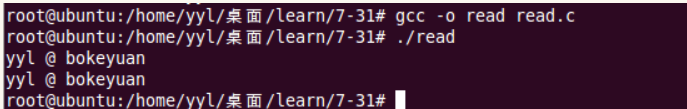 root@ubuntu:/home/yyl/桌面/learn/7-31# gcc -o read read.c
root@ubuntu:/home/yyl/桌面/learn/7-31# ./read
yyl @ bokeyuan
yyl @ bokeyuan
root@ubuntu:/home/yyl/桌面/learn/7-31#